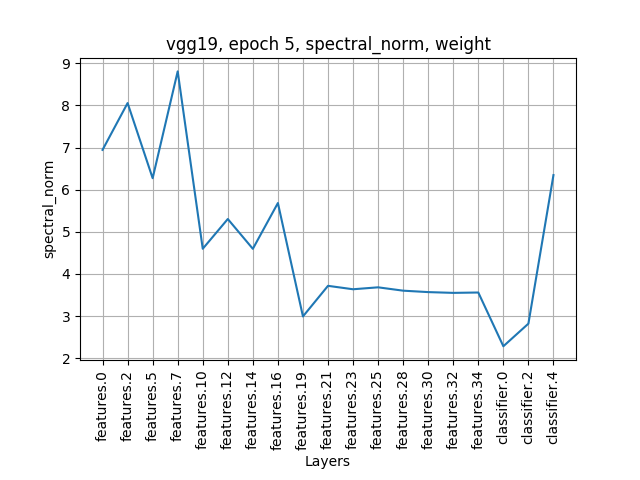 vgg19, epoch 5, spectral_norm, weight
9
8
7
6
5
4
3
2
spectral_norm
features.0
features.2
features.5
features.7
features.10
features.12
features.14
features.16
features.19
features.21
features.23
features.25
features.28
features.30
features.32
features.34
classifier.0
classifier.2
classifier.4
Layers